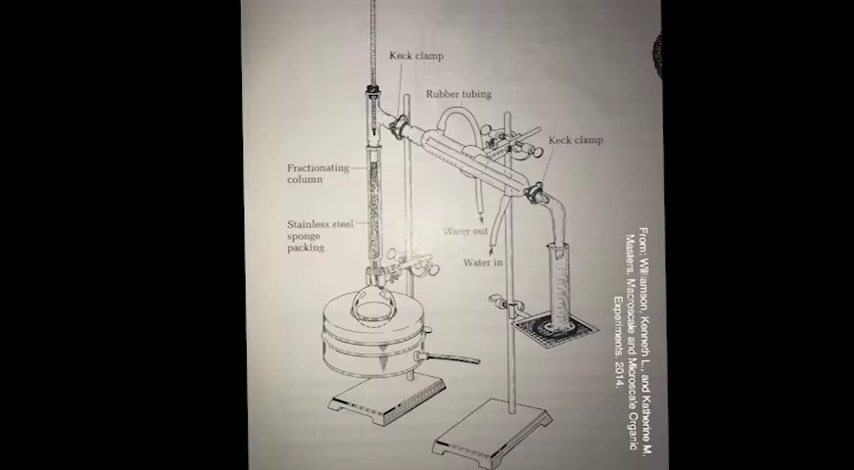 Keck clamp
Rubber tubing
Keck clamp
Fractionating
column
Stainless steel
sponge
packing
Water out
Water in
From: Williamson, Kenneth L., and Katherine M.
Masters. Macroscale and Microscale Organic
Experiments. 2014.